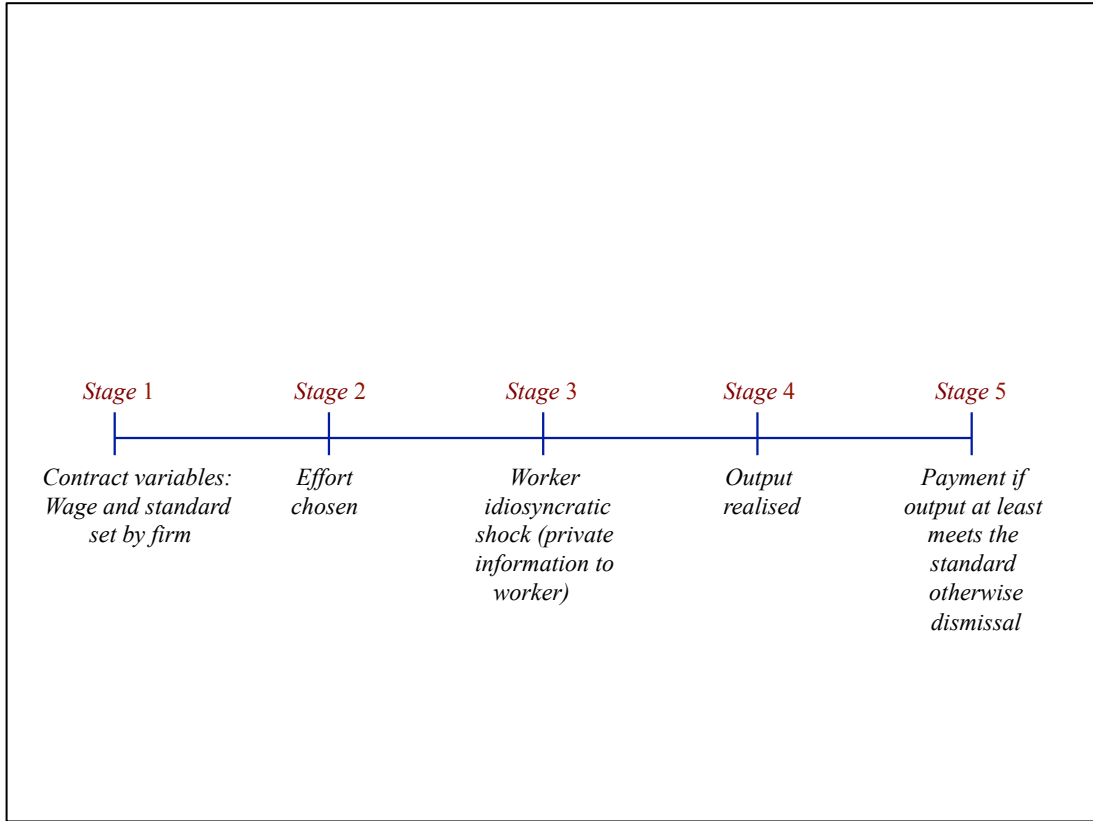 Stage 1
Stage 2
Stage 3
Stage 4
Stage 5
Contract variables:
Wage and standard
set by firm
Effort
chosen
Worker
idiosyncratic
shock (private
information to
worker)
Output
realised
Payment if
output at least
meets the
standard
otherwise
dismissal